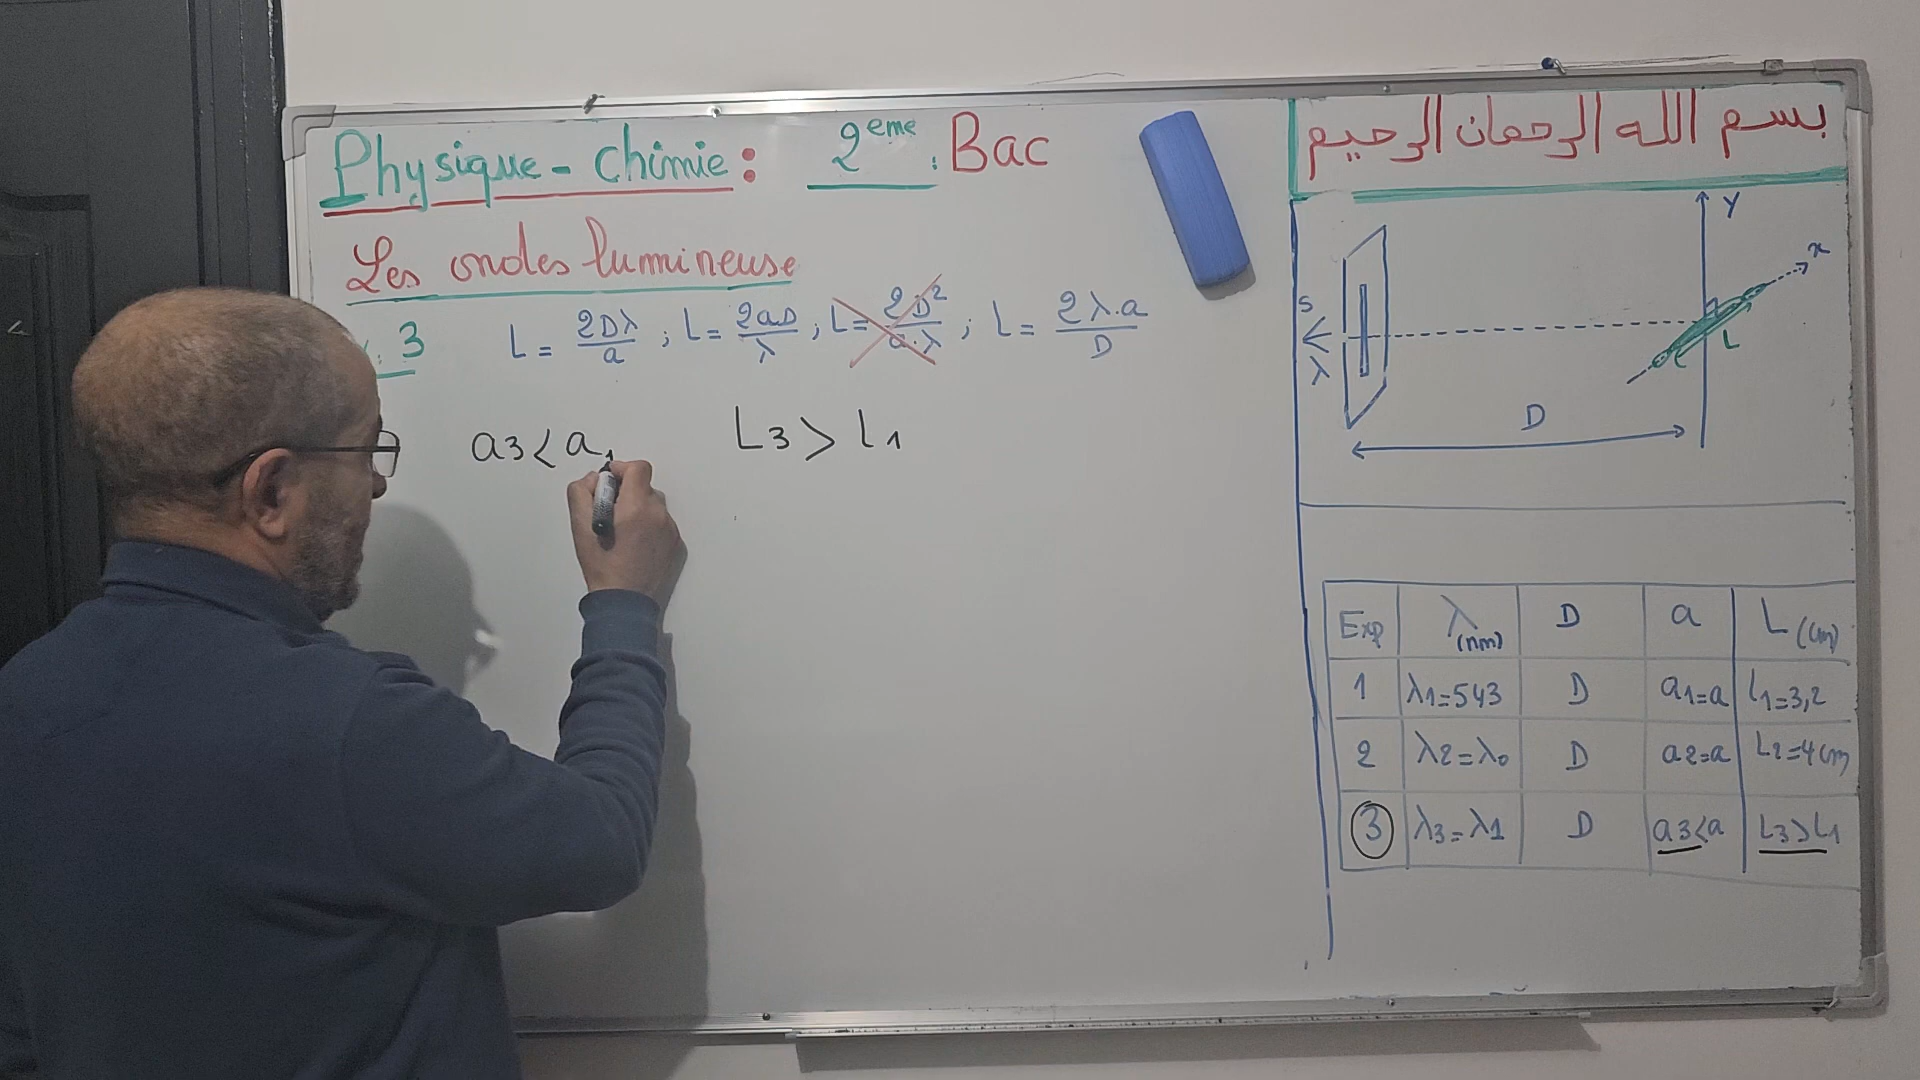 Physique - Chimie : 2eme Bac
Les ondes lumineuse
3 L = 2Dλ/a ; L = 2aD/λ ; L = 2D²/a.λ ; L = 2λ.a/D
a3 < a1 L3 > L1
بسم الله الرحمان الرحيم
Y
x
S
λ
L
D
Exp λ(nm) D a L(cm)
1 λ1=543 D a1=a L1=3,2
2 λ2=λ0 D a2=a L2=4cm
3 λ3=λ1 D a3<a L3>L1